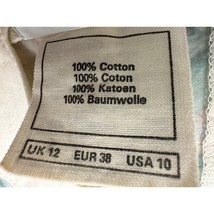 100% Cotton
100% Coton
100% Katoen
100% Baumwolle
UK 12 EUR 38 USA 10